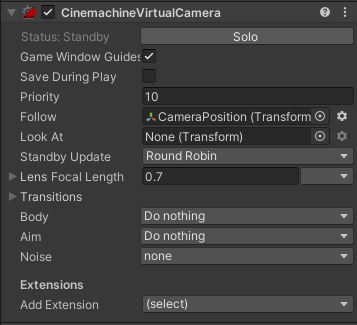 CinemachineVirtualCamera
Status: Standby Solo
Game Window Guides
Save During Play
Priority 10
Follow CameraPosition (Transform
Look At None (Transform)
Standby Update Round Robin
Lens Focal Length 0.7
Transitions
Body Do nothing
Aim Do nothing
Noise none
Extensions
Add Extension (select)